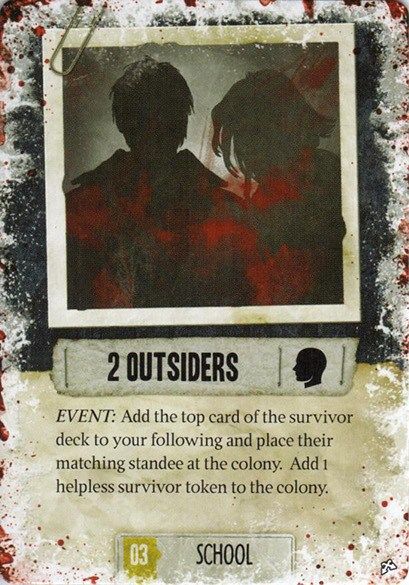 2 OUTSIDERS
EVENT: Add the top card of the survivor
deck to your following and place their
matching standee at the colony. Add 1
helpless survivor token to the colony.
03 SCHOOL